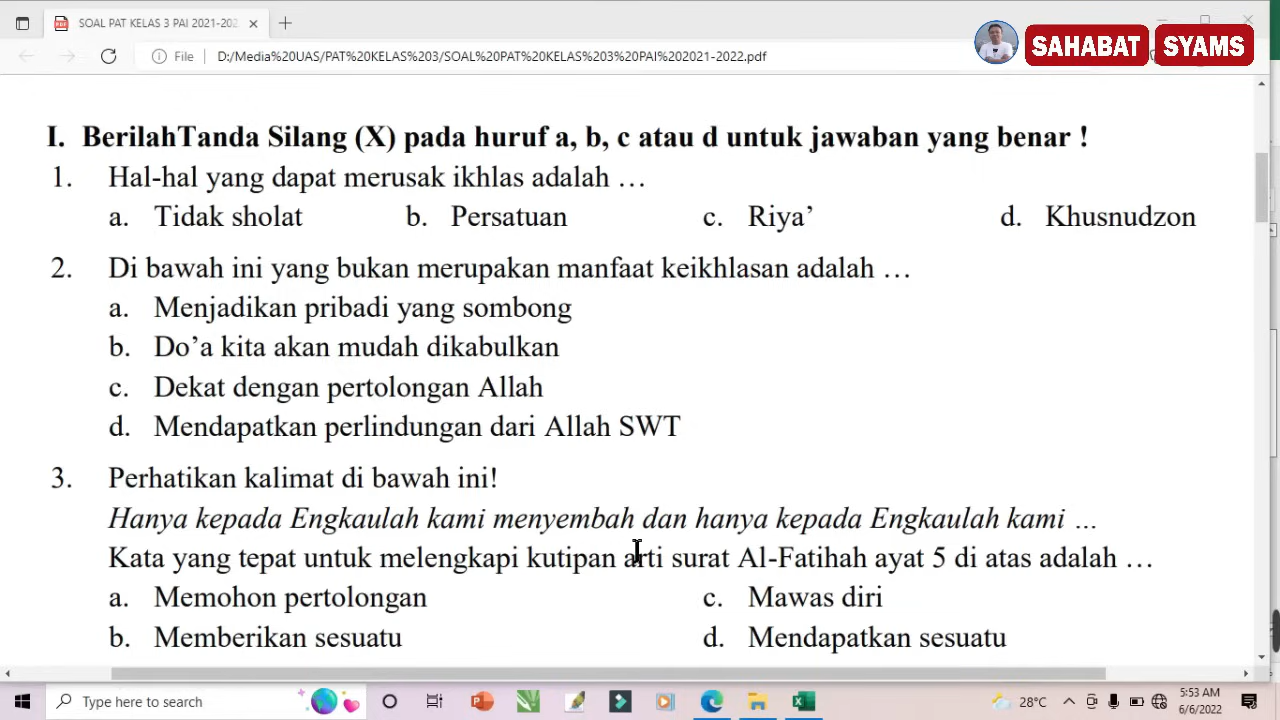 SOAL PAT KELAS 3 PAI 2021-202
File D:/Media%20LAS/PAT%20KELAS%203/SOAL%20PAT%20KELAS%203%20PAI%202021-2022.pdf
SAHABAT SYAMS
I. BerilahTanda Silang (X) pada huruf a, b, c atau d untuk jawaban yang benar !
1. Hal-hal yang dapat merusak ikhlas adalah …
a. Tidak sholat b. Persatuan c. Riya’ d. Khusnudzon
2. Di bawah ini yang bukan merupakan manfaat keikhlasan adalah …
a. Menjadikan pribadi yang sombong
b. Do’a kita akan mudah dikabulkan
c. Dekat dengan pertolongan Allah
d. Mendapatkan perlindungan dari Allah SWT
3. Perhatikan kalimat di bawah ini!
Hanya kepada Engkaulah kami menyembah dan hanya kepada Engkaulah kami ...
Kata yang tepat untuk melengkapi kutipan arti surat Al-Fatihah ayat 5 di atas adalah …
a. Memohon pertolongan c. Mawas diri
b. Memberikan sesuatu d. Mendapatkan sesuatu
Type here to search
28°C
5:53 AM
6/6/2022